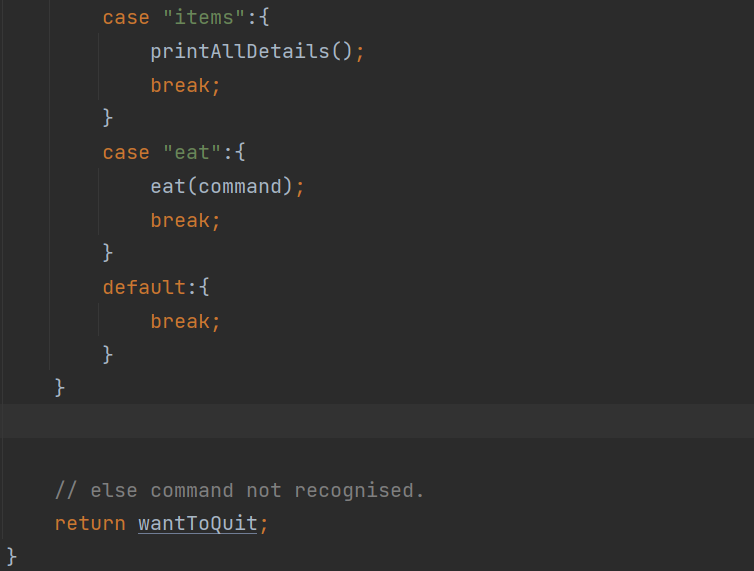 case "items":{
printAllDetails();
break;
}
case "eat":{
eat(command);
break;
}
default:{
break;
}
}
// else command not recognised.
return wantToQuit;
}